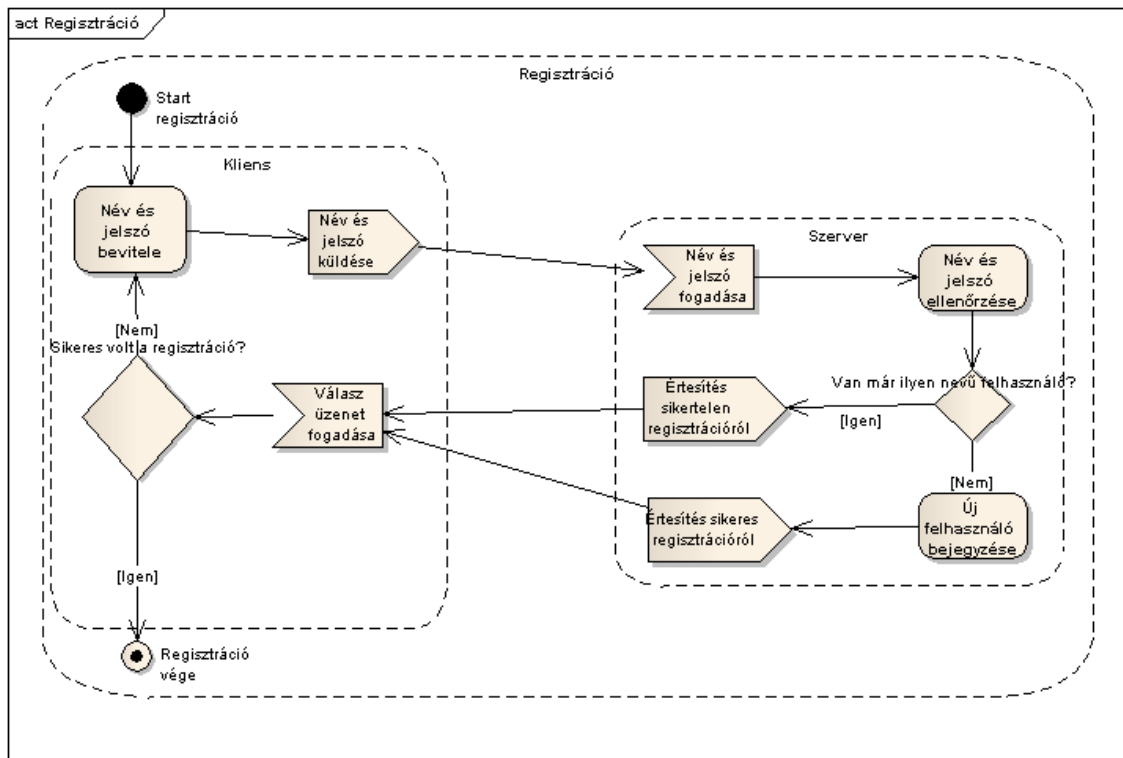 act Regisztráció
Regisztráció
Start
regisztráció
Kliens
Név és
jelszó
bevitele
Név és
jelszó
küldése
Szerver
Név és
jelszó
fogadása
Név és
jelszó
ellenőrzése
[Nem]
Sikeres volt a regisztráció?
Válasz
üzenet
fogadása
Értesítés
sikertelen
regisztrációról
Van már ilyen nevű felhasználó?
[Igen]
[Nem]
Értesítés sikeres
regisztrációról
Új
felhasználó
bejegyzése
[Igen]
Regisztráció
vége